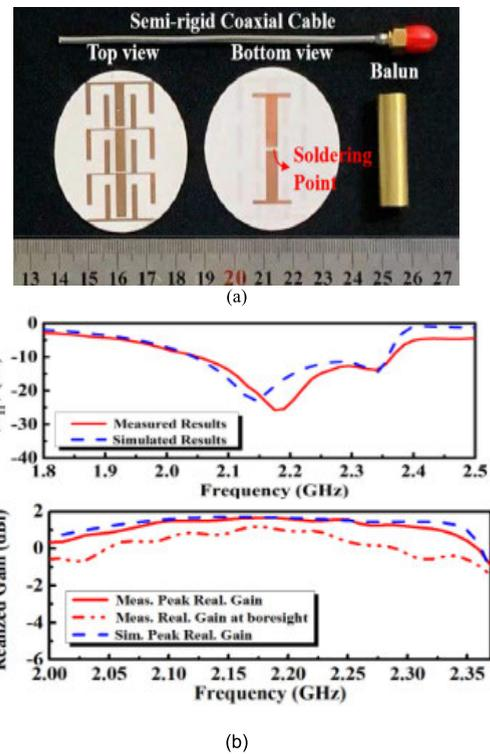 Semi-rigid Coaxial Cable
Top view
Bottom view
Balun
Soldering
Point
13 14 15 16 17 18 19 20 21 22 23 24 25 26 27
(a)
0
-10
-20
-30
-40
Measured Results
Simulated Results
1.8 1.9 2.0 2.1 2.2 2.3 2.4 2.5
Frequency (GHz)
Realized Gain (dBi)
2
0
-2
-4
-6
Meas. Peak Real. Gain
Meas. Real. Gain at boresight
Sim. Peak Real. Gain
2.00 2.05 2.10 2.15 2.20 2.25 2.30 2.35
Frequency (GHz)
(b)